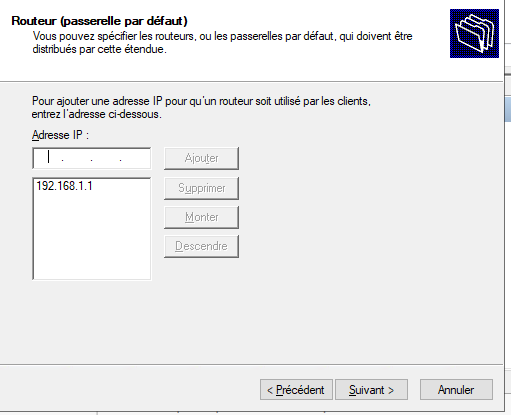 Routeur (passerelle par défaut)
Vous pouvez spécifier les routeurs, ou les passerelles par défaut, qui doivent être
distribués par cette étendue.
Pour ajouter une adresse IP pour qu'un routeur soit utilisé par les clients,
entrez l'adresse ci-dessous.
Adresse IP :
. . .
Ajouter
192.168.1.1
Supprimer
Monter
Descendre
< Précédent
Suivant >
Annuler